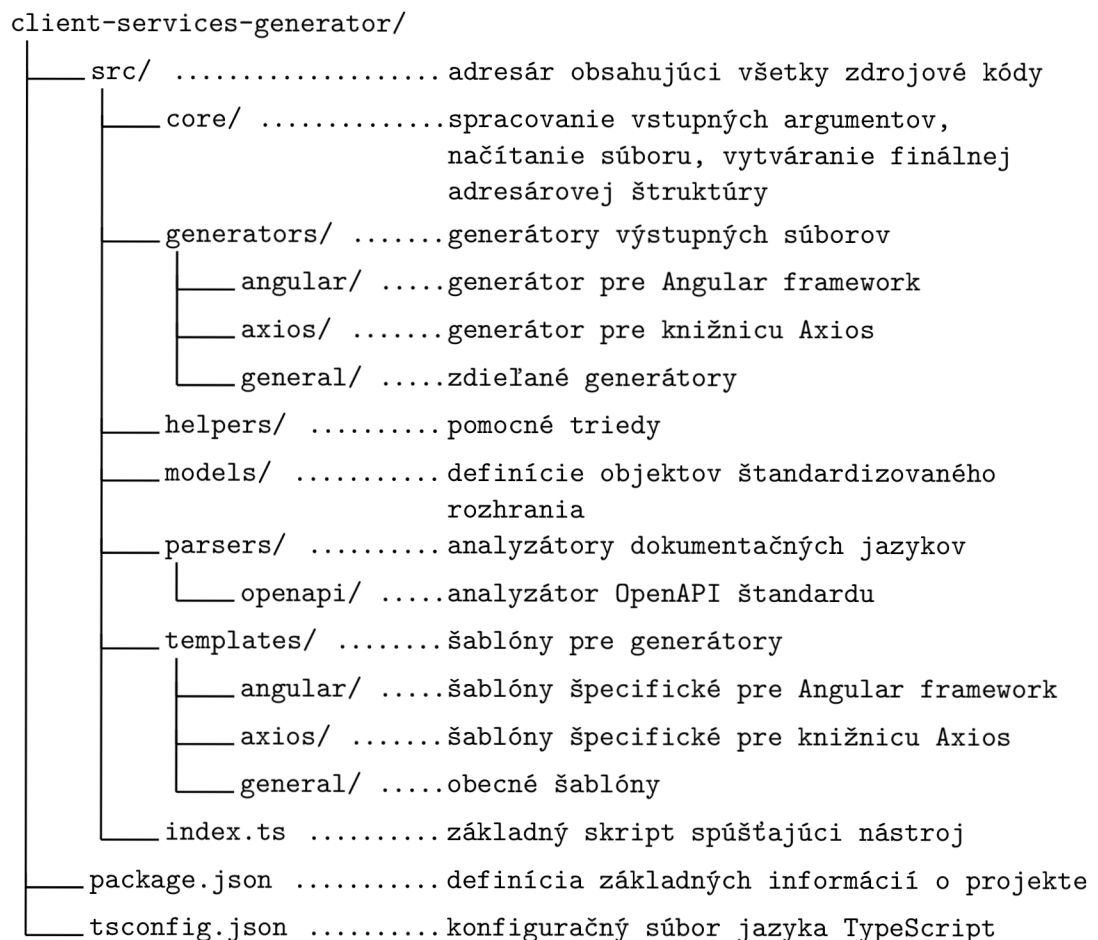 client-services-generator/
src/ ................... adresár obsahujúci všetky zdrojové kódy
core/ .............. spracovanie vstupných argumentov,
načítanie súboru, vytváranie finálnej
adresárovej štruktúry
generators/ ....... generátory výstupných súborov
angular/ ..... generátor pre Angular framework
axios/ ....... generátor pre knižnicu Axios
general/ ..... zdieľané generátory
helpers/ .......... pomocné triedy
models/ ........... definície objektov štandardizovaného
rozhrania
parsers/ .......... analyzátory dokumentačných jazykov
openapi/ ..... analyzátor OpenAPI štandardu
templates/ ........ šablóny pre generátory
angular/ ..... šablóny špecifické pre Angular framework
axios/ ....... šablóny špecifické pre knižnicu Axios
general/ ..... obecné šablóny
index.ts .......... základný skript spúšťajúci nástroj
package.json ........... definícia základných informácií o projekte
tsconfig.json .......... konfiguračný súbor jazyka TypeScript